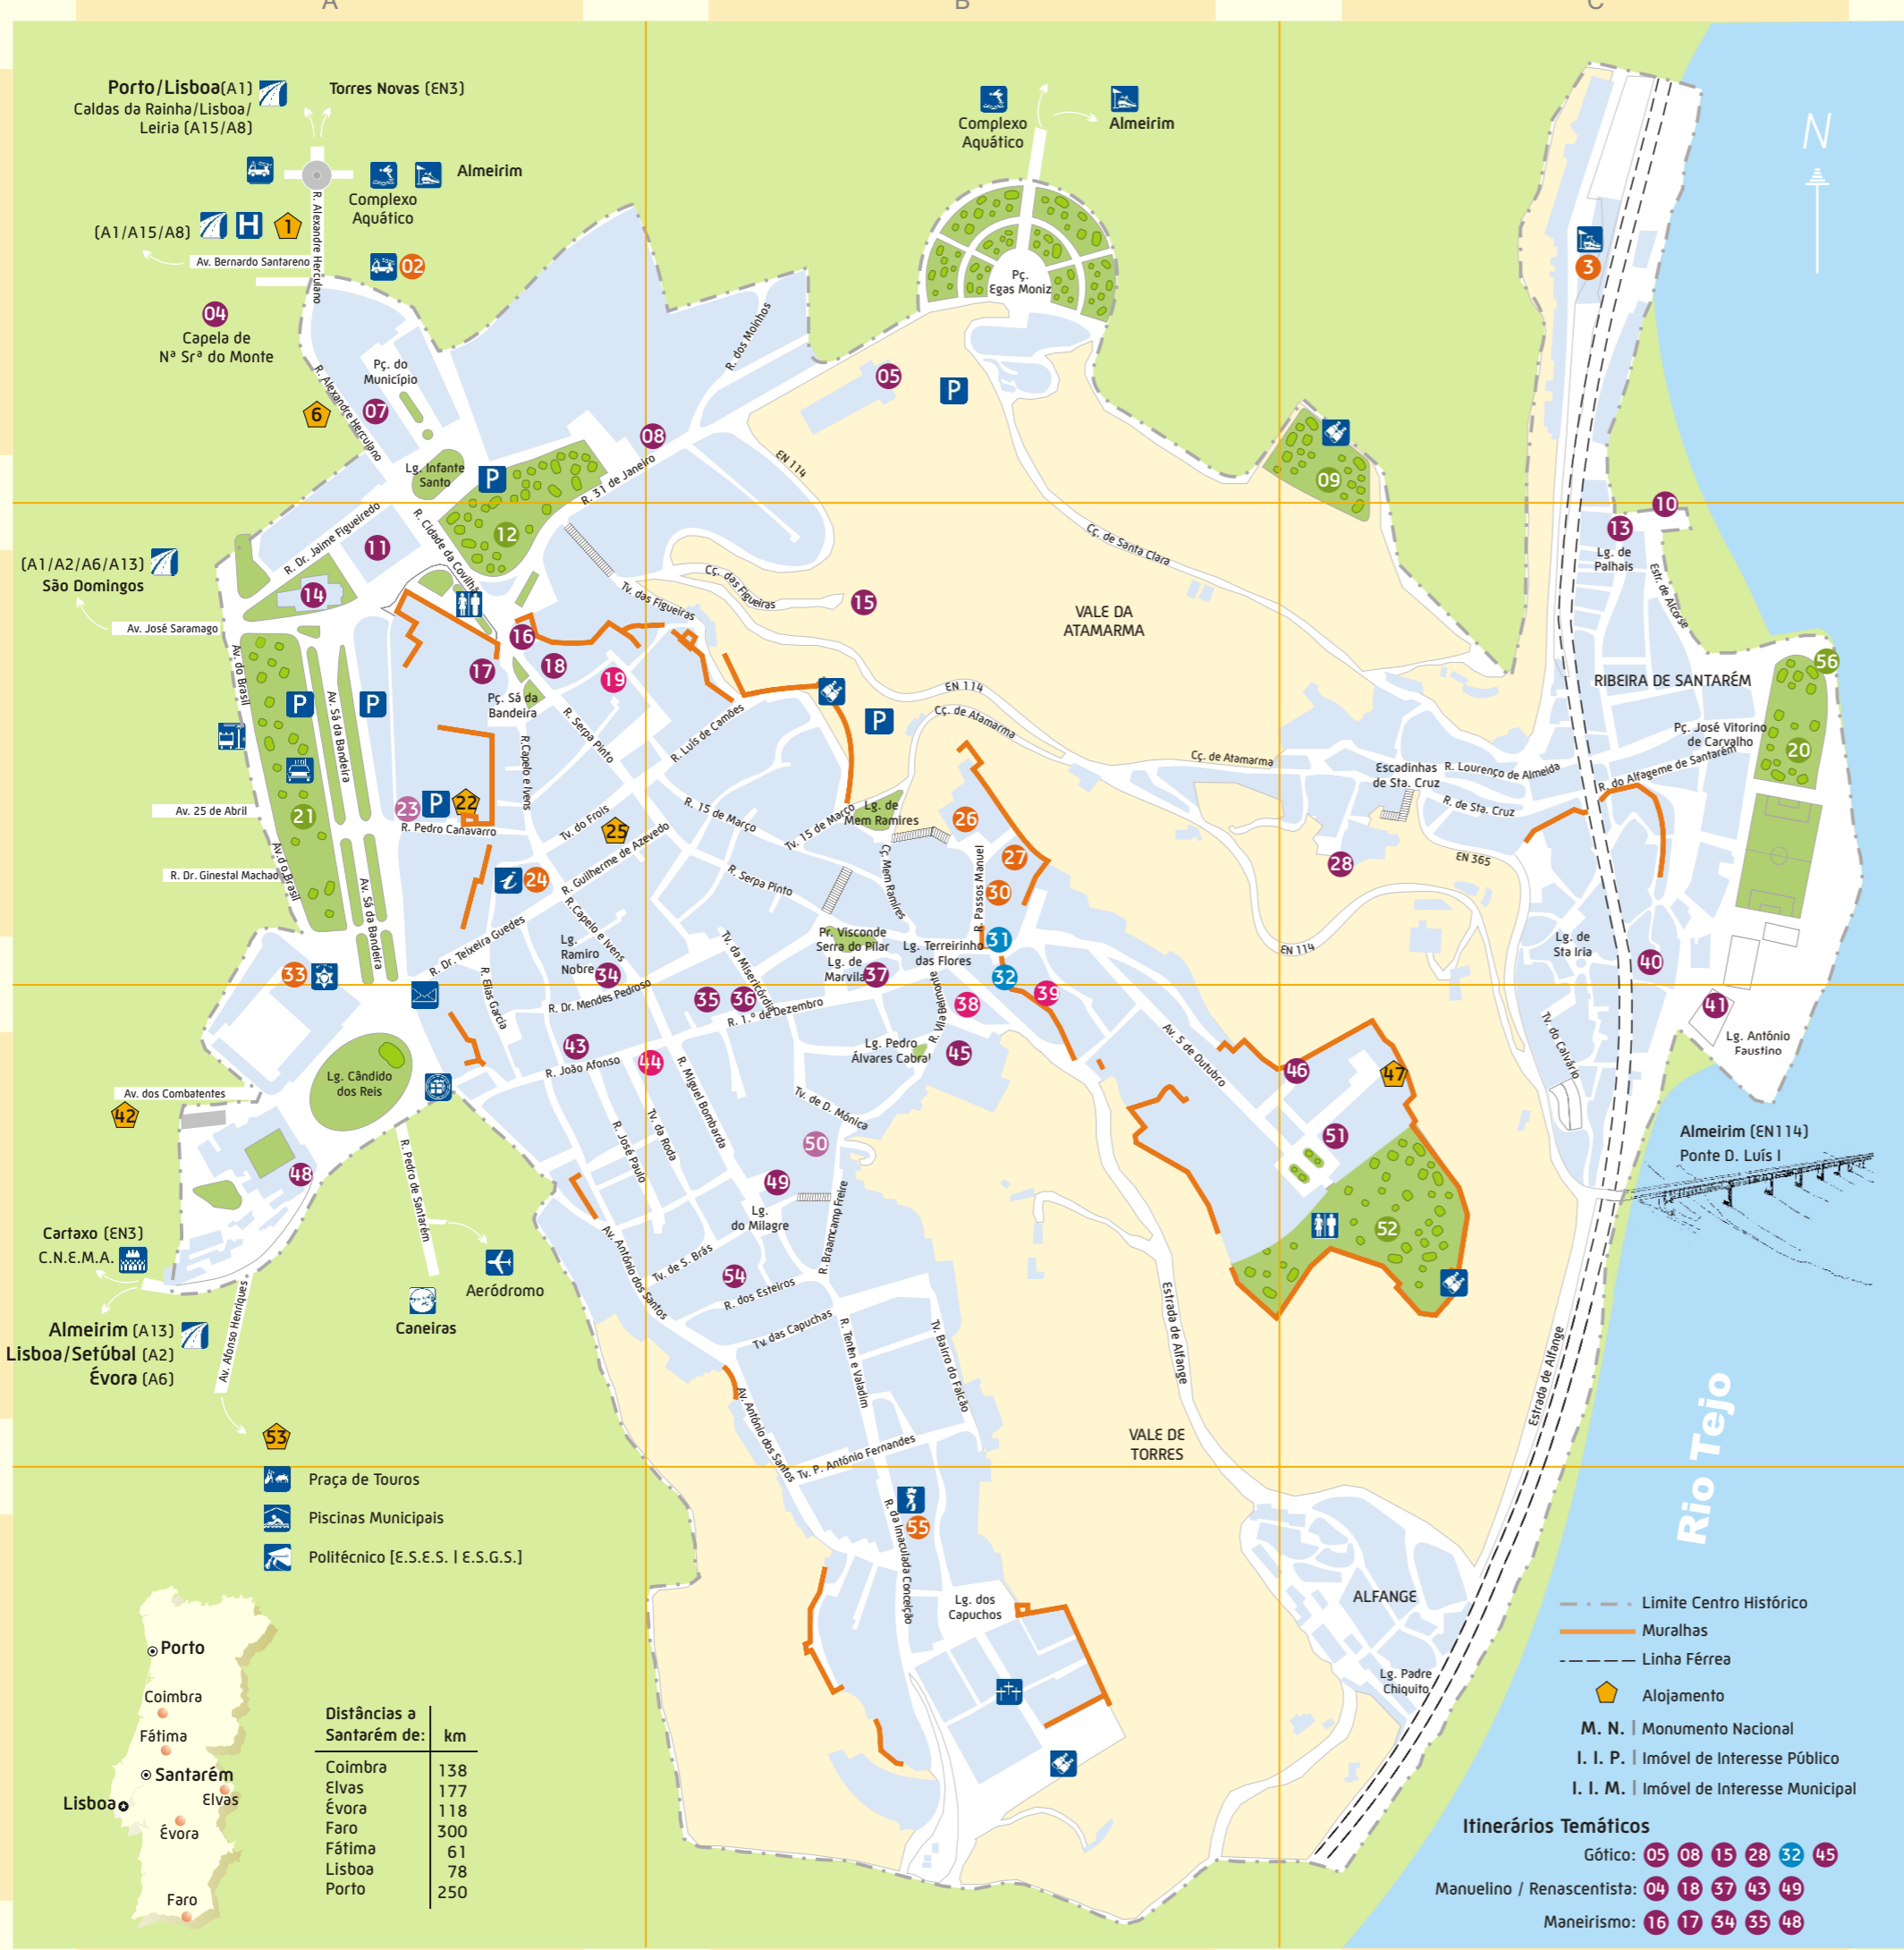 A
B
C
Porto/Lisboa(A1)
Caldas da Rainha/Lisboa/
Leiria (A15/A8)
Torres Novas (EN3)
Complexo
Aquático
Almeirim
(A1/A15/A8)
H
1
Av. Bernardo Santareno
R. Alexandre Herculano
02
04
Capela de
Nª Srª do Monte
Complexo
Aquático
Almeirim
Pç.
Egas Moniz
N
3
Pç. do
Município
6
07
R. Alexandre Herculano
Lg. Infante
Santo
P
08
R. dos Moinhos
R. 31 de Janeiro
05
P
EN 114
09
10
13
Lg. de
Palhais
Estr. de Alcorse
(A1/A2/A6/A13)
São Domingos
Av. José Saramago
R. Dr. Jaime Figueiredo
11
R. Cidade da Covilhã
12
14
Tv. das Figueiras
Cç. das Figueiras
15
Cç. de Santa Clara
VALE DA
ATAMARMA
16
17
18
19
Pç. Sá da
Bandeira
Av. do Brasil
P
Av. Sá da Bandeira
P
R. Serpa Pinto
R. Luis de Camões
P
EN 114
Cç. de Atamarma
Cç. de Atamarma
RIBEIRA DE SANTARÉM
56
Pç. José Vitorino
de Carvalho
20
Escadinhas
de Sta. Cruz
R. Lourenço de Almeida
R. do Alfageme de Santarém
R. de Sta. Cruz
EN 365
Av. 25 de Abril
21
23
P
22
R. Pedro Canavarro
R.Capelo e Ivens
Tv. do Frois
25
R. Guilherme de Azevedo
R. 15 de Março
Tv. 15 de Março
Lg. de
Mem Ramires
26
27
28
30
R. Passos Manuel
Cç. Mem Ramires
R. Dr. Ginestal Machado
Av. do Brasil
Av. Sá da Bandeira
i
24
R. Serpa Pinto
R.Capelo e Ivens
R. Dr. Teixeira Guedes
Lg.
Ramiro
Nobre
34
Tv. da Misericórdia
Pr. Visconde
Serra do Pilar
Lg. de
Marvila
37
Lg. Terreirinho
das Flores
31
32
EN 114
Lg. de
Sta Iria
40
33
R. Elias Garcia
R. Dr. Mendes Pedroso
35
36
R. 1.º de Dezembro
R. Vila Belmonte
38
39
41
Lg. António
Faustino
Lg. Cândido
dos Reis
43
R. João Afonso
44
Lg. Pedro
Álvares Cabral
45
Av. 5 de Outubro
46
47
Tv. do Calvário
Av. dos Combatentes
42
R. Miguel Bombarda
Tv. de D. Mónica
50
51
Almeirim (EN114)
Ponte D. Luís I
48
R. Pedro de Santarém
R. José Paulo
Tv. da Roda
49
Lg.
do Milagre
R. Braamcamp Freire
52
Cartaxo (EN3)
C.N.E.M.A.
Aeródromo
Caneiras
Av. António dos Santos
Tv. de S. Brás
54
R. dos Esteiros
Tv. das Capuchas
R. Tenen e Valadim
Tv. Bairro do Falcão
Estrada de Alfange
Estrada de Alfange
Almeirim (A13)
Lisboa/Setúbal (A2)
Évora (A6)
Av. Afonso Henriques
53
Av. António dos Santos
Tv. P. António Fernandes
VALE DE
TORRES
Rio Tejo
Praça de Touros
Piscinas Municipais
Politécnico [E.S.E.S. | E.S.G.S.]
55
R. da Imaculada Conceição
Lg. dos
Capuchos
ALFANGE
Lg. Padre
Chiquito
Porto
Coimbra
Fátima
Santarém
Lisboa
Elvas
Évora
Faro
Distâncias a
Santarém de: km
Coimbra 138
Elvas 177
Évora 118
Faro 300
Fátima 61
Lisboa 78
Porto 250
Limite Centro Histórico
Muralhas
Linha Férrea
Alojamento
M. N. | Monumento Nacional
I. I. P. | Imóvel de Interesse Público
I. I. M. | Imóvel de Interesse Municipal
Itinerários Temáticos
Gótico: 05 08 15 28 32 45
Manuelino / Renascentista: 04 18 37 43 49
Maneirismo: 16 17 34 35 48